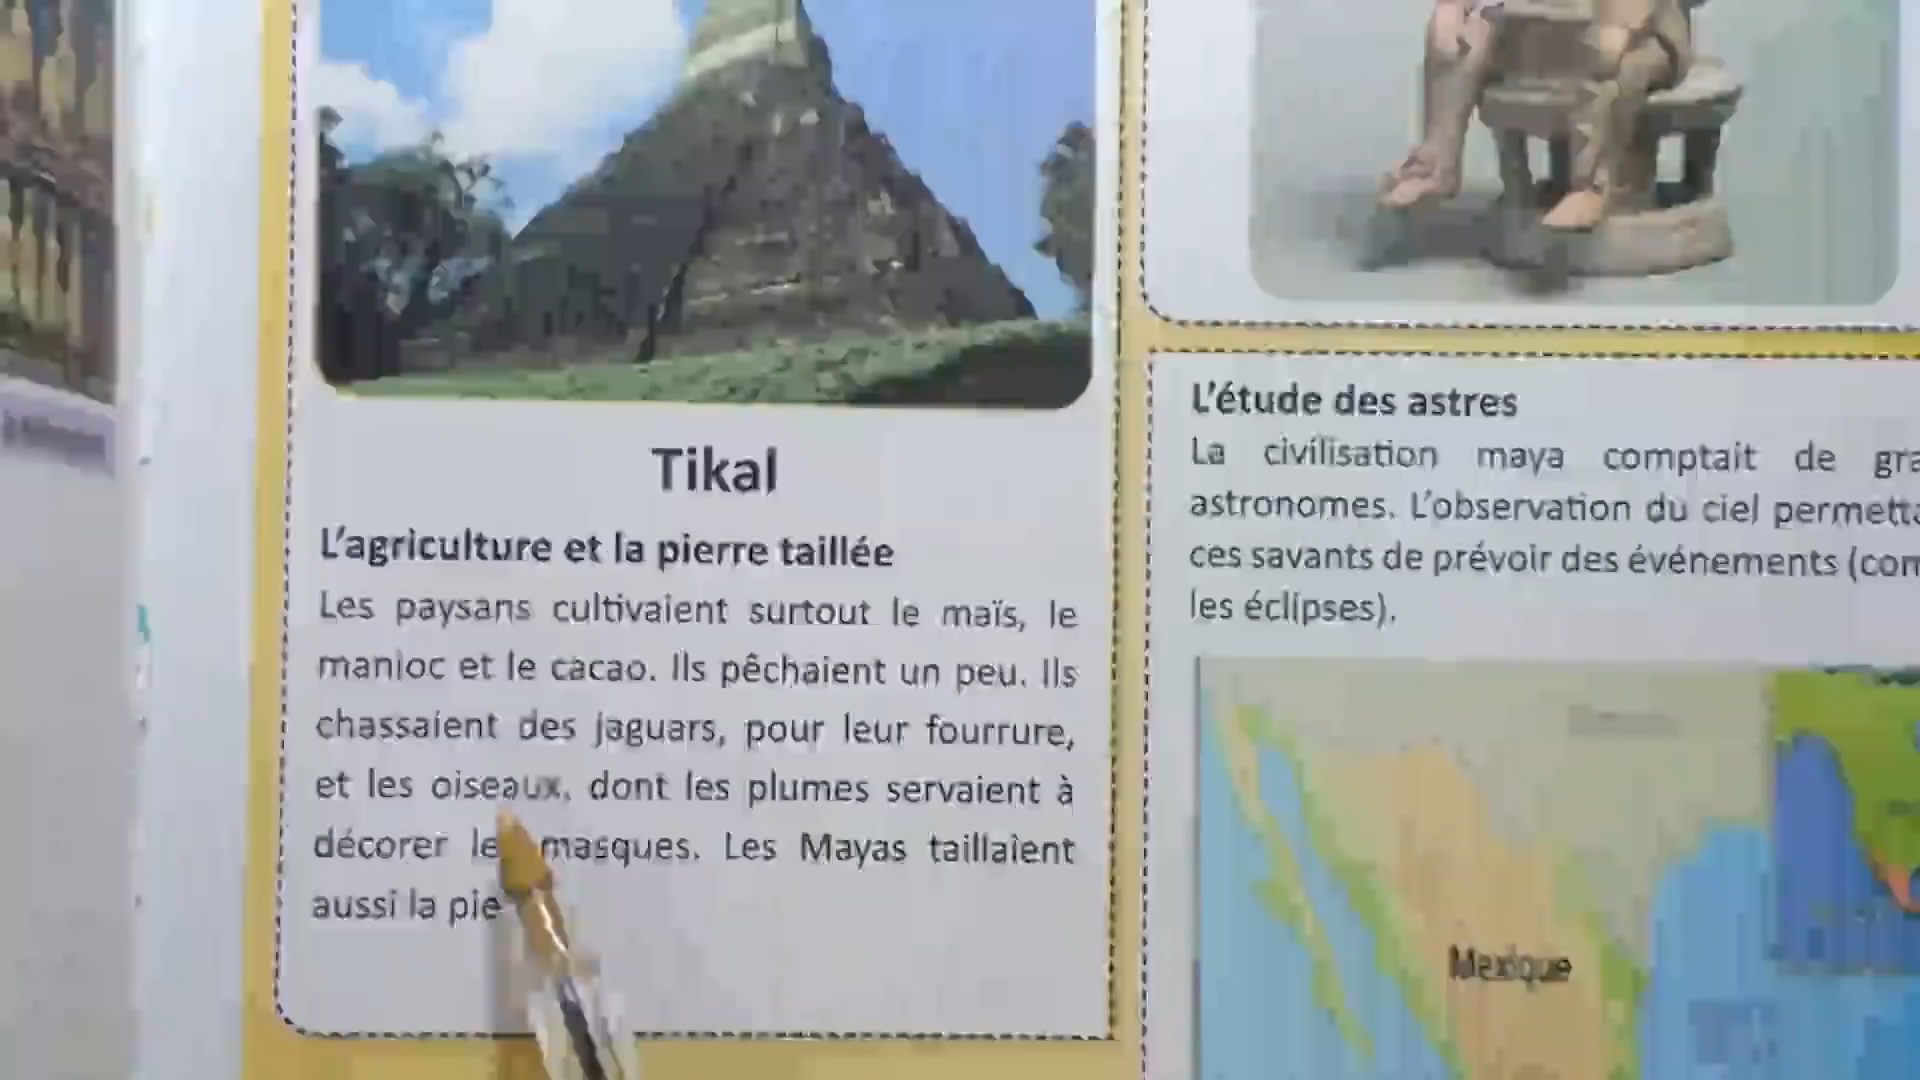 Tikal
L'agriculture et la pierre taillée
Les paysans cultivaient surtout le maïs, le
manioc et le cacao. Ils pêchaient un peu. Ils
chassaient des jaguars, pour leur fourrure,
et les oiseaux, dont les plumes servaient à
décorer le masques. Les Mayas taillaient
aussi la pie
L'étude des astres
La civilisation maya comptait de gra
astronomes. L'observation du ciel permetta
ces savants de prévoir des événements (com
les éclipses).
Mexique